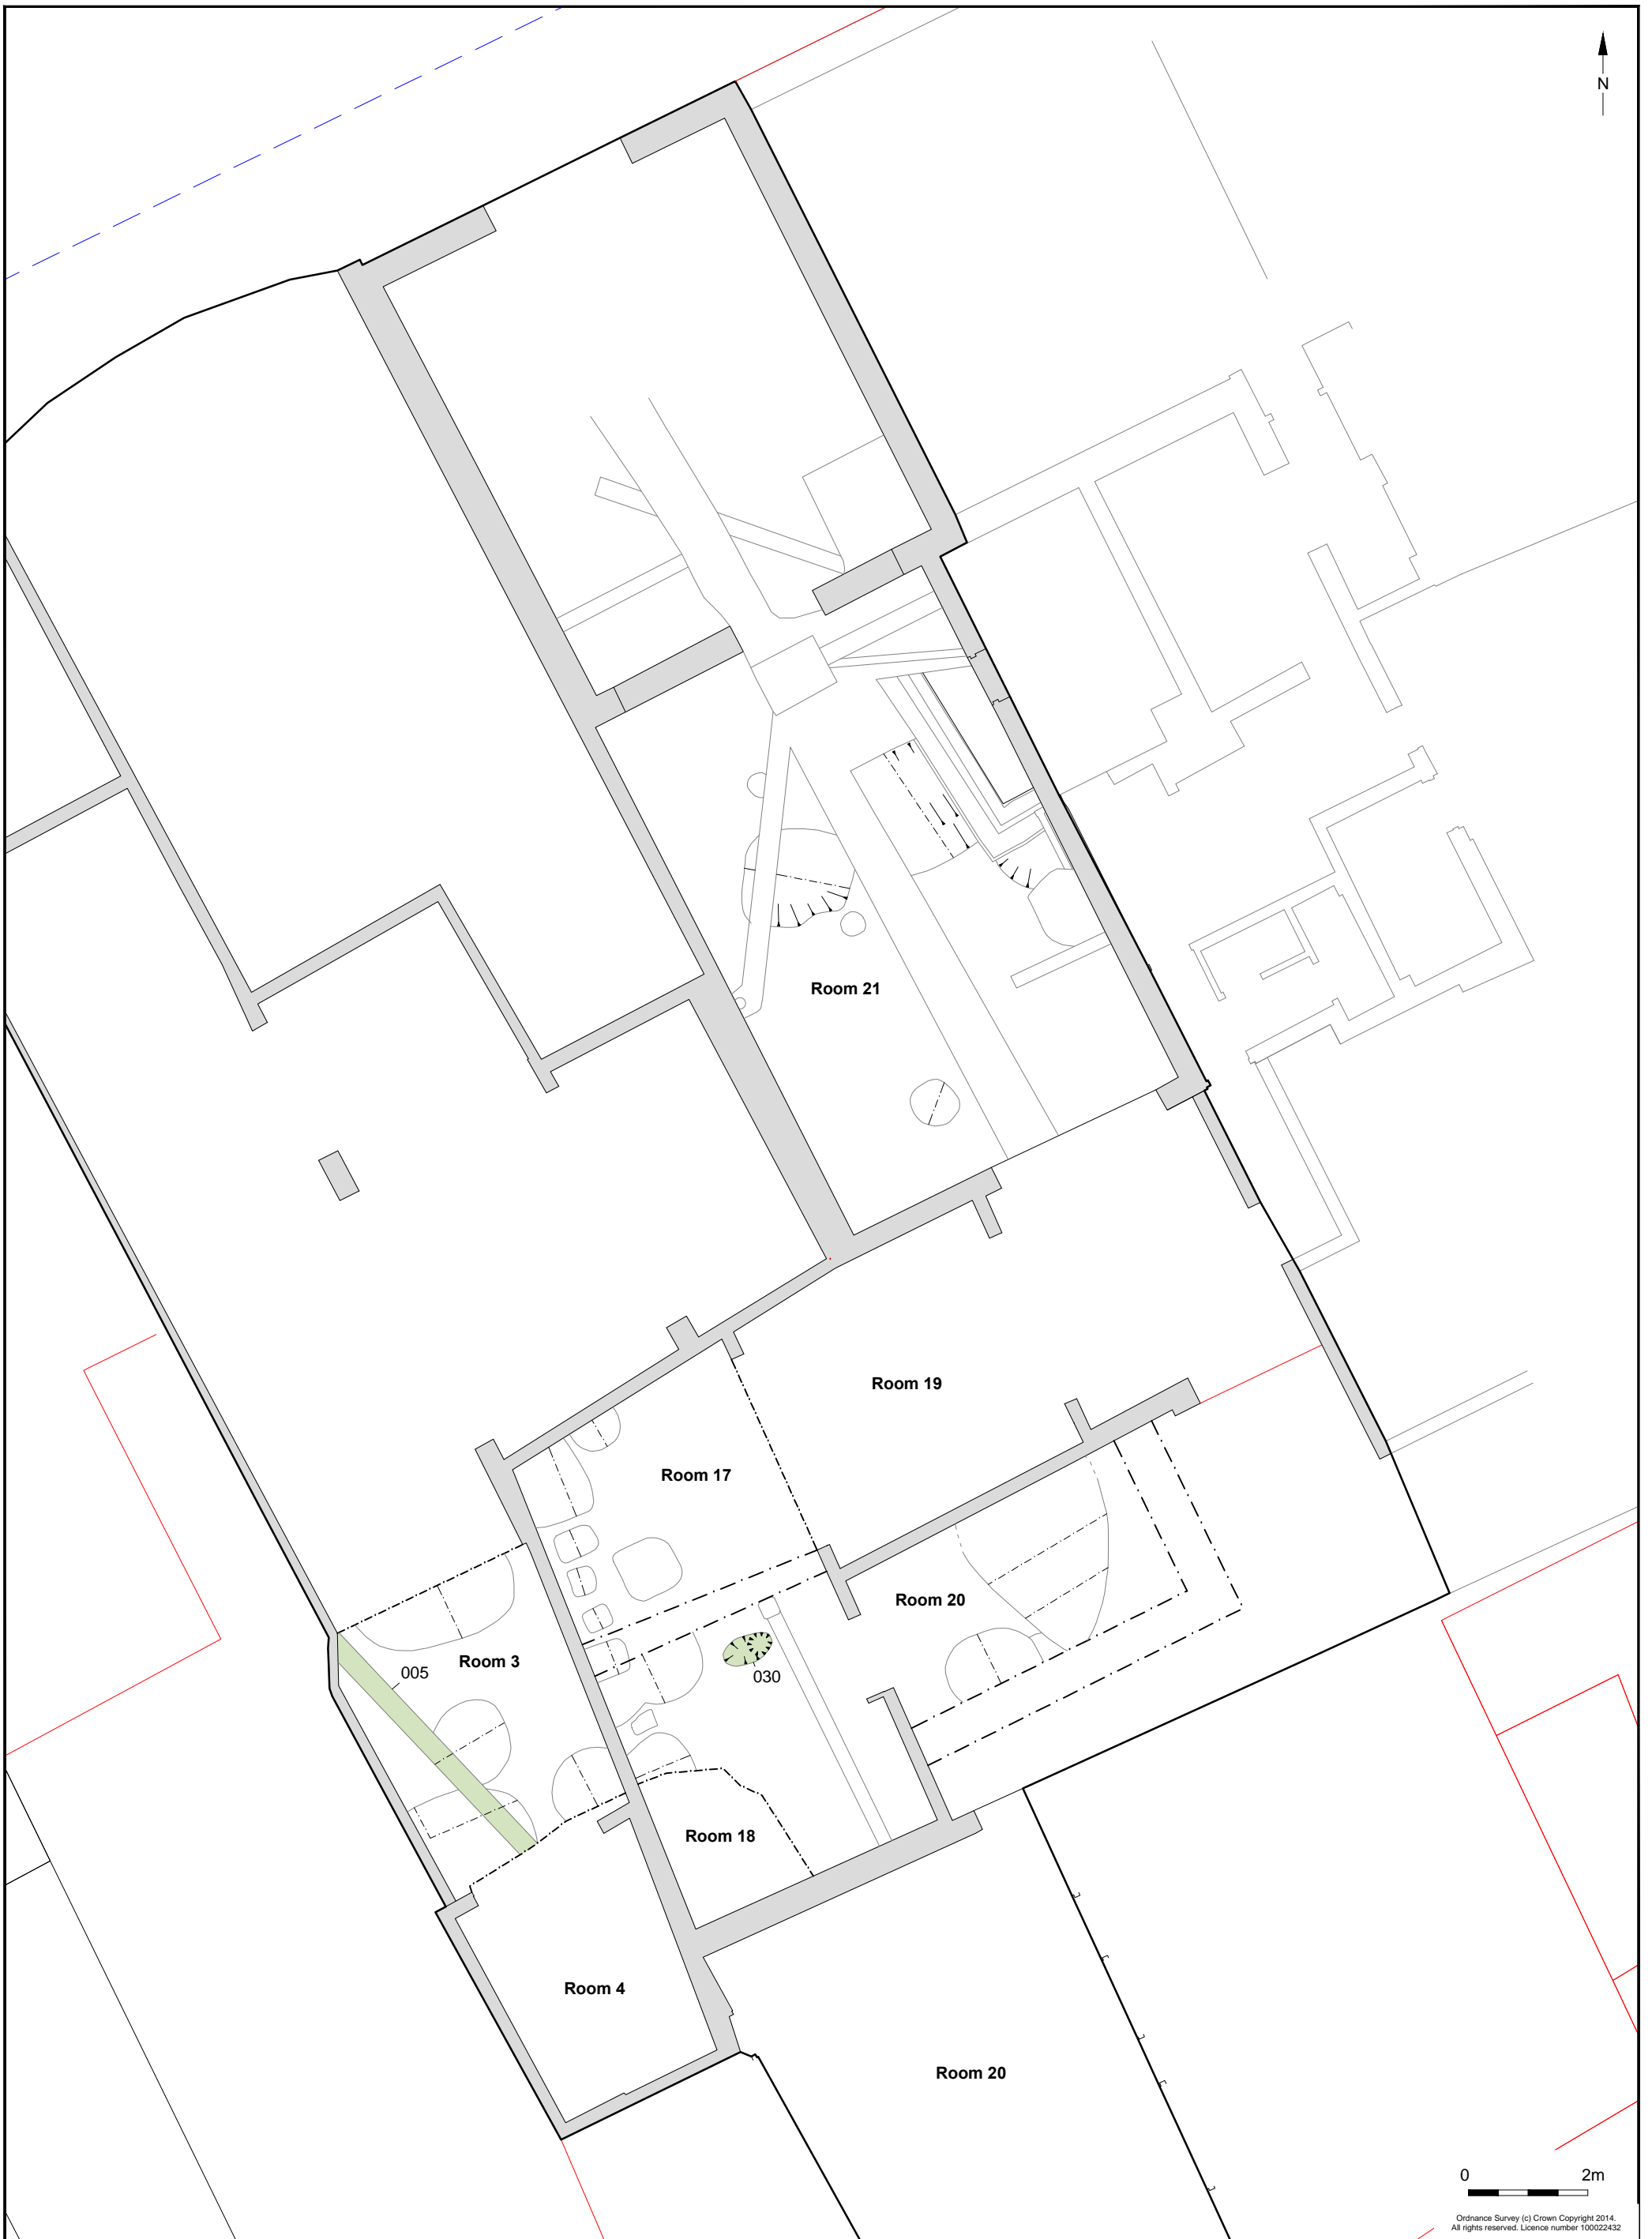 N
Room 21
Room 19
Room 17
Room 20
Room 3
005
030
Room 18
Room 4
Room 20
0 2m
Ordnance Survey (c) Crown Copyright 2014.
All rights reserved. Licence number 100022432